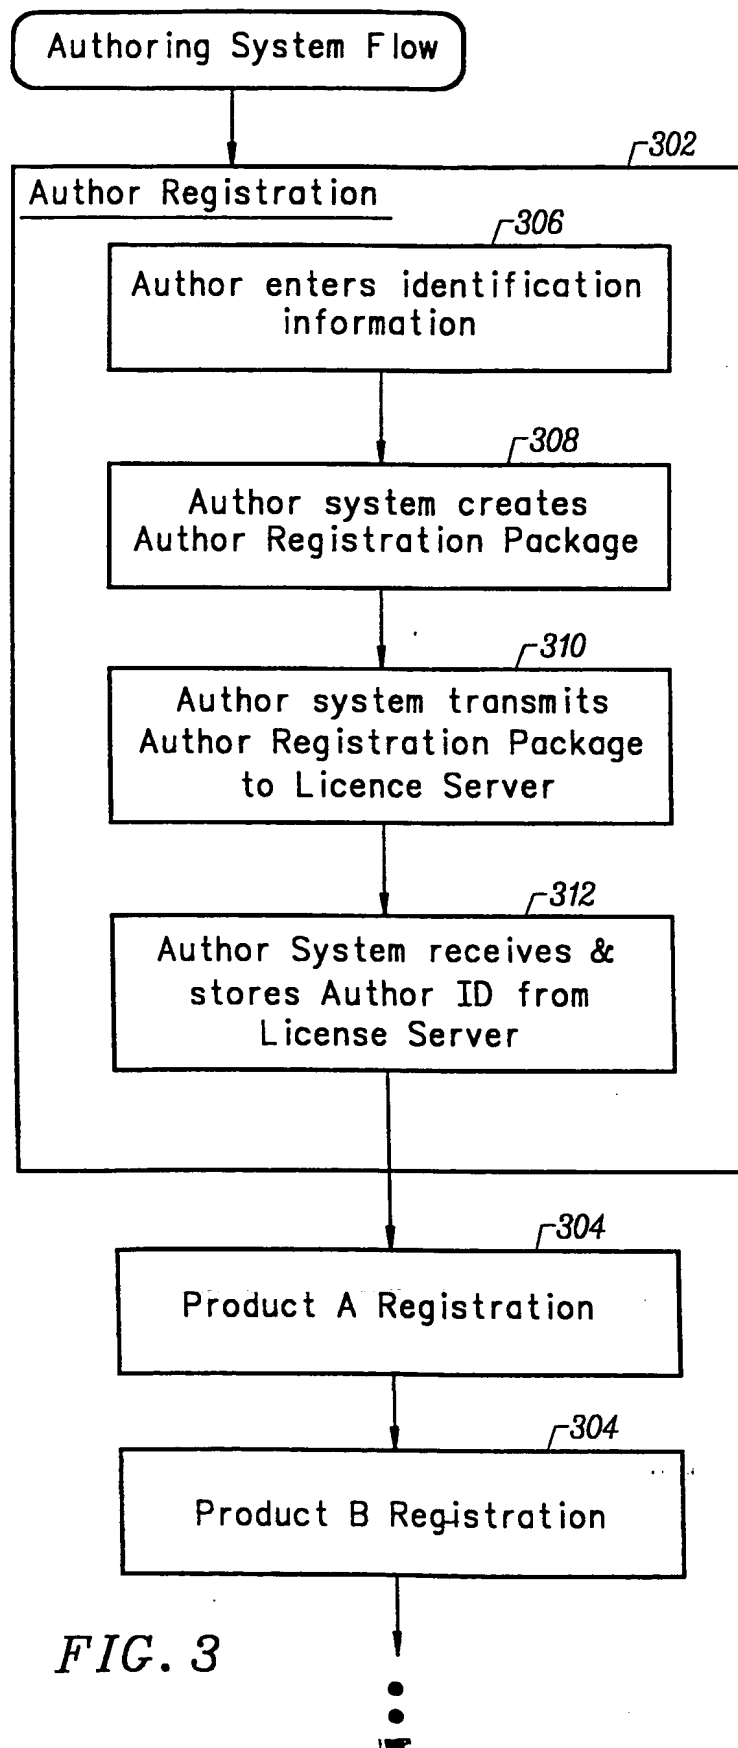 Authoring System Flow
302
Author Registration
306
Author enters identification
information
308
Author system creates
Author Registration Package
310
Author system transmits
Author Registration Package
to Licence Server
312
Author System receives &
stores Author ID from
License Server
304
Product A Registration
304
Product B Registration
FIG. 3